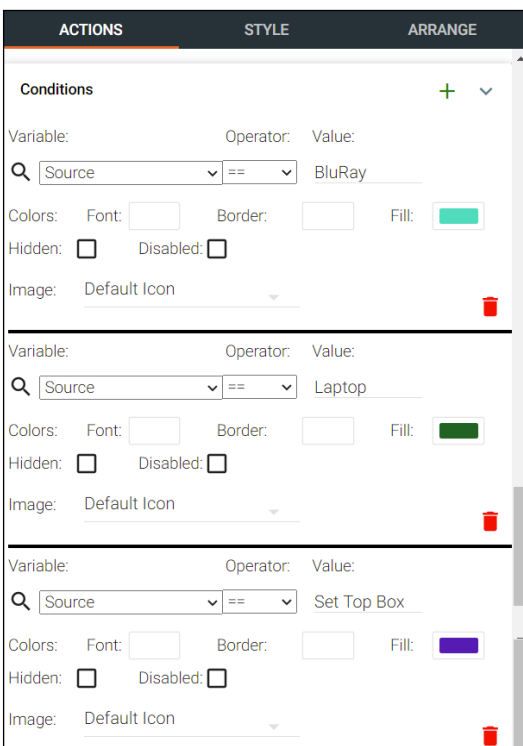 ACTIONS STYLE ARRANGE
Conditions
Variable: Operator: Value:
Source == BluRay
Colors: Font: Border: Fill:
Hidden: Disabled:
Image: Default Icon
Variable: Operator: Value:
Source == Laptop
Colors: Font: Border: Fill:
Hidden: Disabled:
Image: Default Icon
Variable: Operator: Value:
Source == Set Top Box
Colors: Font: Border: Fill:
Hidden: Disabled:
Image: Default Icon